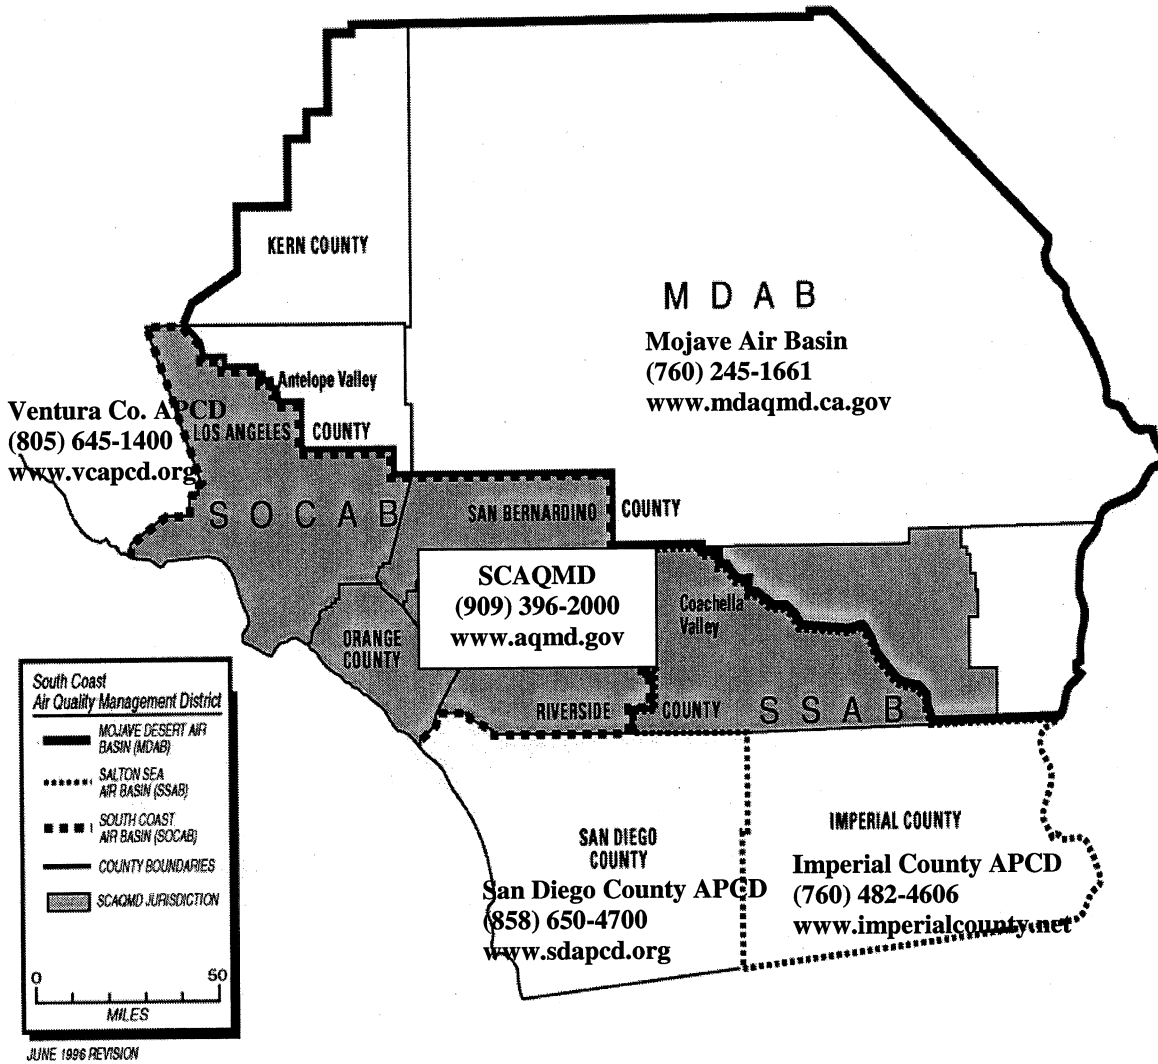 KERN COUNTY
M D A B
Mojave Air Basin
(760) 245-1661
www.mdaqmd.ca.gov
Antelope Valley
Ventura Co. APCD
(805) 645-1400
www.vcapcd.org
LOS ANGELES COUNTY
S O C A B
SAN BERNARDINO COUNTY
SCAQMD
(909) 396-2000
www.aqmd.gov
Coachella
Valley
ORANGE
COUNTY
RIVERSIDE COUNTY
S S A B
South Coast
Air Quality Management District
MOJAVE DESERT AIR
BASIN (MDAB)
SALTON SEA
AIR BASIN (SSAB)
SOUTH COAST
AIR BASIN (SOCAB)
COUNTY BOUNDARIES
SCAQMD JURISDICTION
0 50
MILES
JUNE 1996 REVISION
SAN DIEGO
COUNTY
San Diego County APCD
(858) 650-4700
www.sdapcd.org
IMPERIAL COUNTY
Imperial County APCD
(760) 482-4606
www.imperialcounty.net